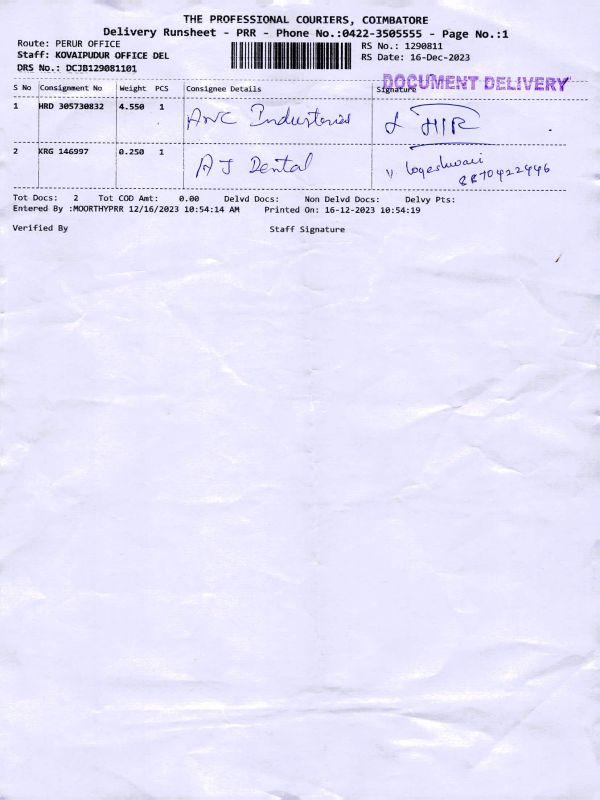 THE PROFESSIONAL COURIERS, COIMBATORE
Delivery Runsheet - PRR - Phone No.:0422-3505555 - Page No.:1
Route: PERUR OFFICE RS No.: 1290811
Staff: KOVAIPUDUR OFFICE DEL RS Date: 16-Dec-2023
DRS No.: DCJB129081101
DOCUMENT DELIVERY
S No Consignment No Weight PCS Consignee Details Signature
1 HRD 305730832 4.550 1 ANC Industeries
2 KRG 146997 0.250 1 AJ Dental logeshwari
Tot Docs: 2 Tot COD Amt: 0.00 Delvd Docs: Non Delvd Docs: Delvy Pts:
Entered By :MOORTHYPRR 12/16/2023 10:54:14 AM Printed On: 16-12-2023 10:54:19
Verified By Staff Signature